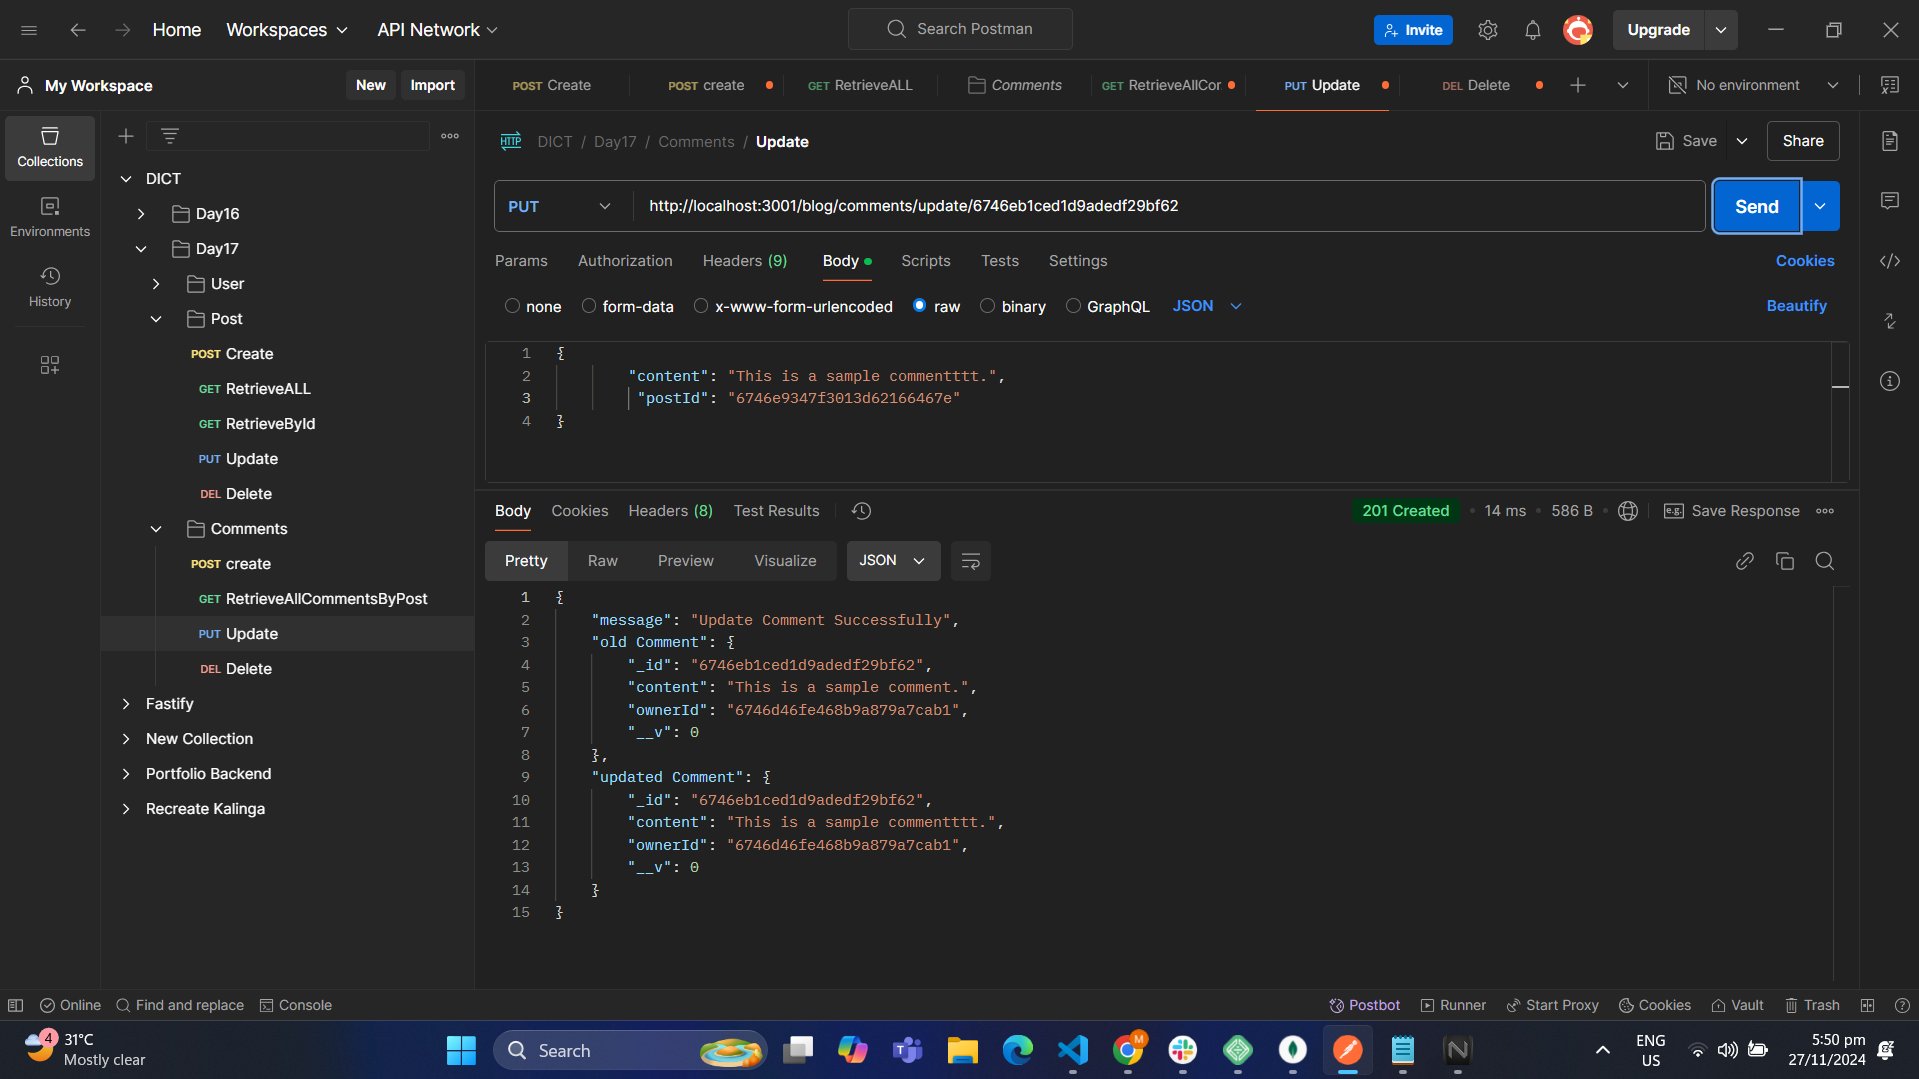 Home
Workspaces
API Network
Search Postman
Invite
Upgrade
My Workspace
New
Import
POST Create
POST create
GET RetrieveALL
Comments
GET RetrieveAllCor
PUT Update
DEL Delete
No environment
Collections
Environments
History
DICT
Day16
Day17
User
Post
POST Create
GET RetrieveALL
GET RetrieveById
PUT Update
DEL Delete
Comments
POST create
GET RetrieveAllCommentsByPost
PUT Update
DEL Delete
Fastify
New Collection
Portfolio Backend
Recreate Kalinga
HTTP DICT / Day17 / Comments / Update
Save
Share
PUT
http://localhost:3001/blog/comments/update/6746eb1ced1d9adedf29bf62
Send
Params Authorization Headers (9) Body Scripts Tests Settings
Cookies
none form-data x-www-form-urlencoded raw binary GraphQL JSON
Beautify
1 {
2 "content": "This is a sample commentttt.",
3 "postId": "6746e9347f3013d62166467e"
4 }
Body Cookies Headers (8) Test Results
201 Created
14 ms
586 B
e.g. Save Response
Pretty Raw Preview Visualize JSON
1 {
2 "message": "Update Comment Successfully",
3 "old Comment": {
4 "_id": "6746eb1ced1d9adedf29bf62",
5 "content": "This is a sample comment.",
6 "ownerId": "6746d46fe468b9a879a7cab1",
7 "__v": 0
8 },
9 "updated Comment": {
10 "_id": "6746eb1ced1d9adedf29bf62",
11 "content": "This is a sample commentttt.",
12 "ownerId": "6746d46fe468b9a879a7cab1",
13 "__v": 0
14 }
15 }
Online
Find and replace
Console
Postbot
Runner
Start Proxy
Cookies
Vault
Trash
4
31°C
Mostly clear
Search
M
ENG
US
5:50 pm
27/11/2024